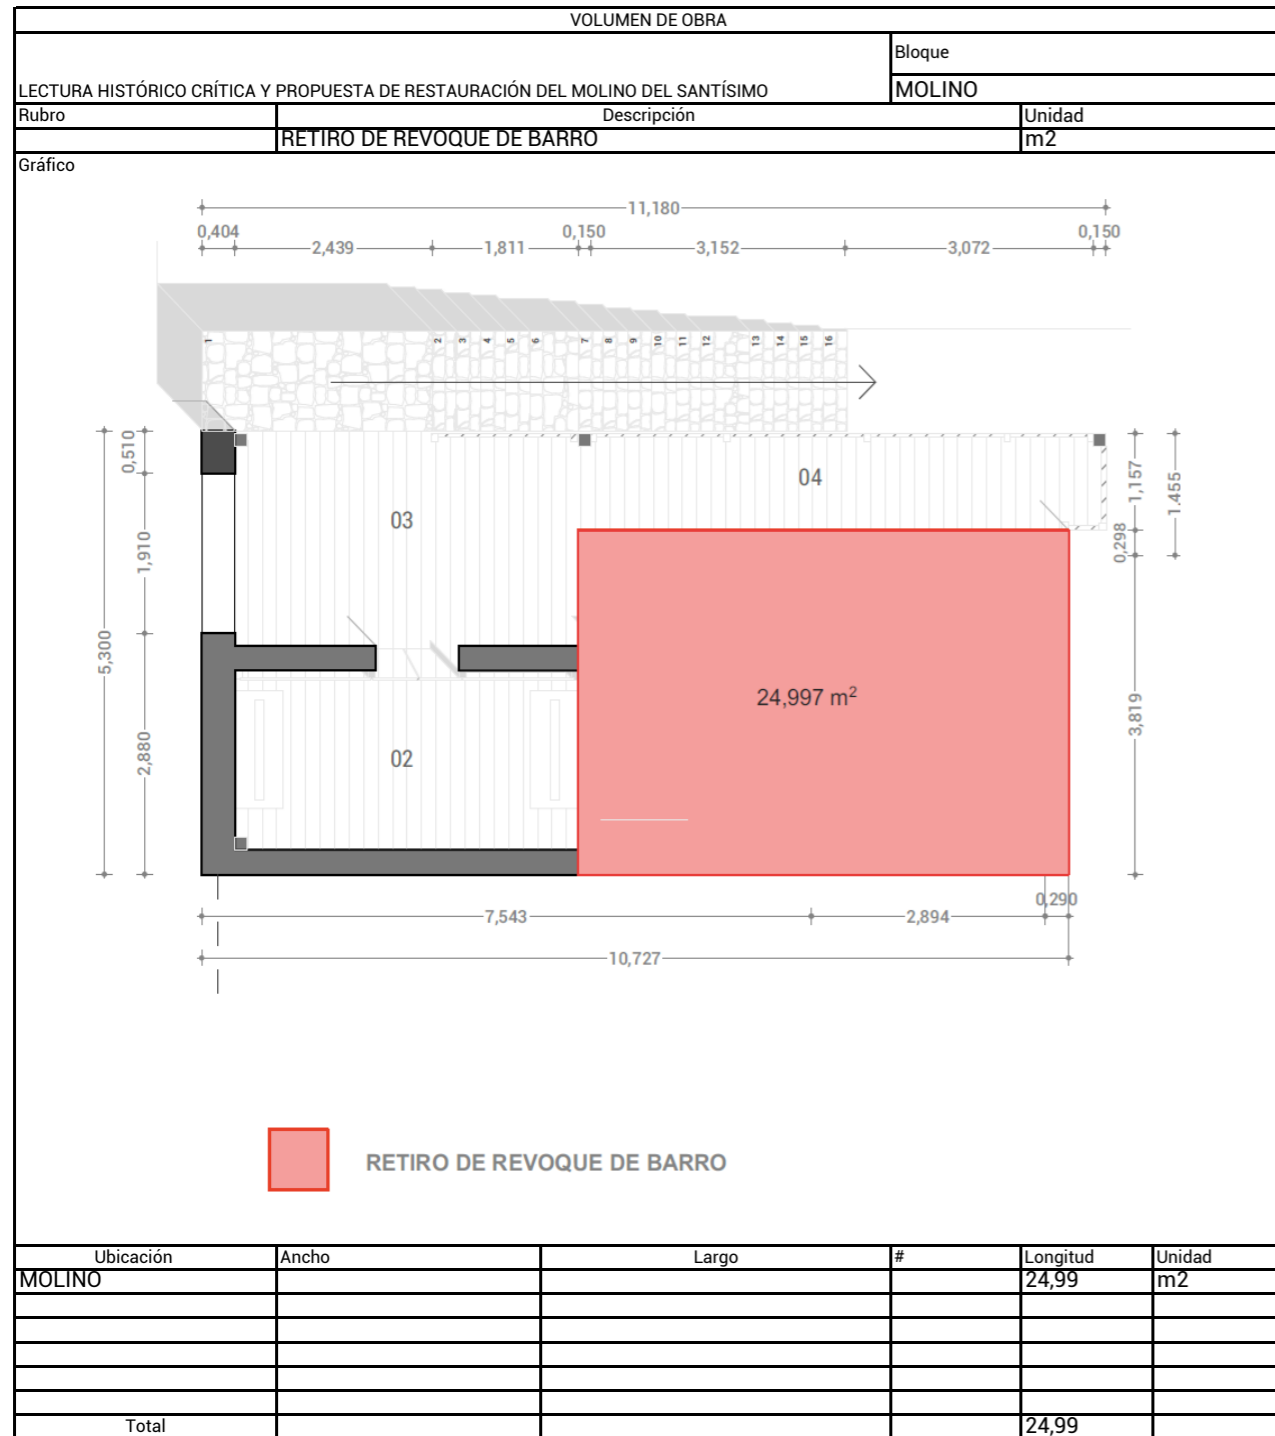 VOLUMEN DE OBRA
Bloque
LECTURA HISTÓRICO CRÍTICA Y PROPUESTA DE RESTAURACIÓN DEL MOLINO DEL SANTÍSIMO
MOLINO
Rubro Descripción Unidad
RETIRO DE REVOQUE DE BARRO m2
Gráfico
11,180
0,404 2,439 1,811 0,150 3,152 3,072 0,150
1 2 3 4 5 6 7 8 9 10 11 12 13 14 15 16
0,510
1,910
5,300
2,880
03
04
02
24,997 m²
1,157
1.455
0,298
3,819
0,290
7,543 2,894
10,727
RETIRO DE REVOQUE DE BARRO
Ubicación Ancho Largo # Longitud Unidad
MOLINO 24,99 m2
Total 24,99